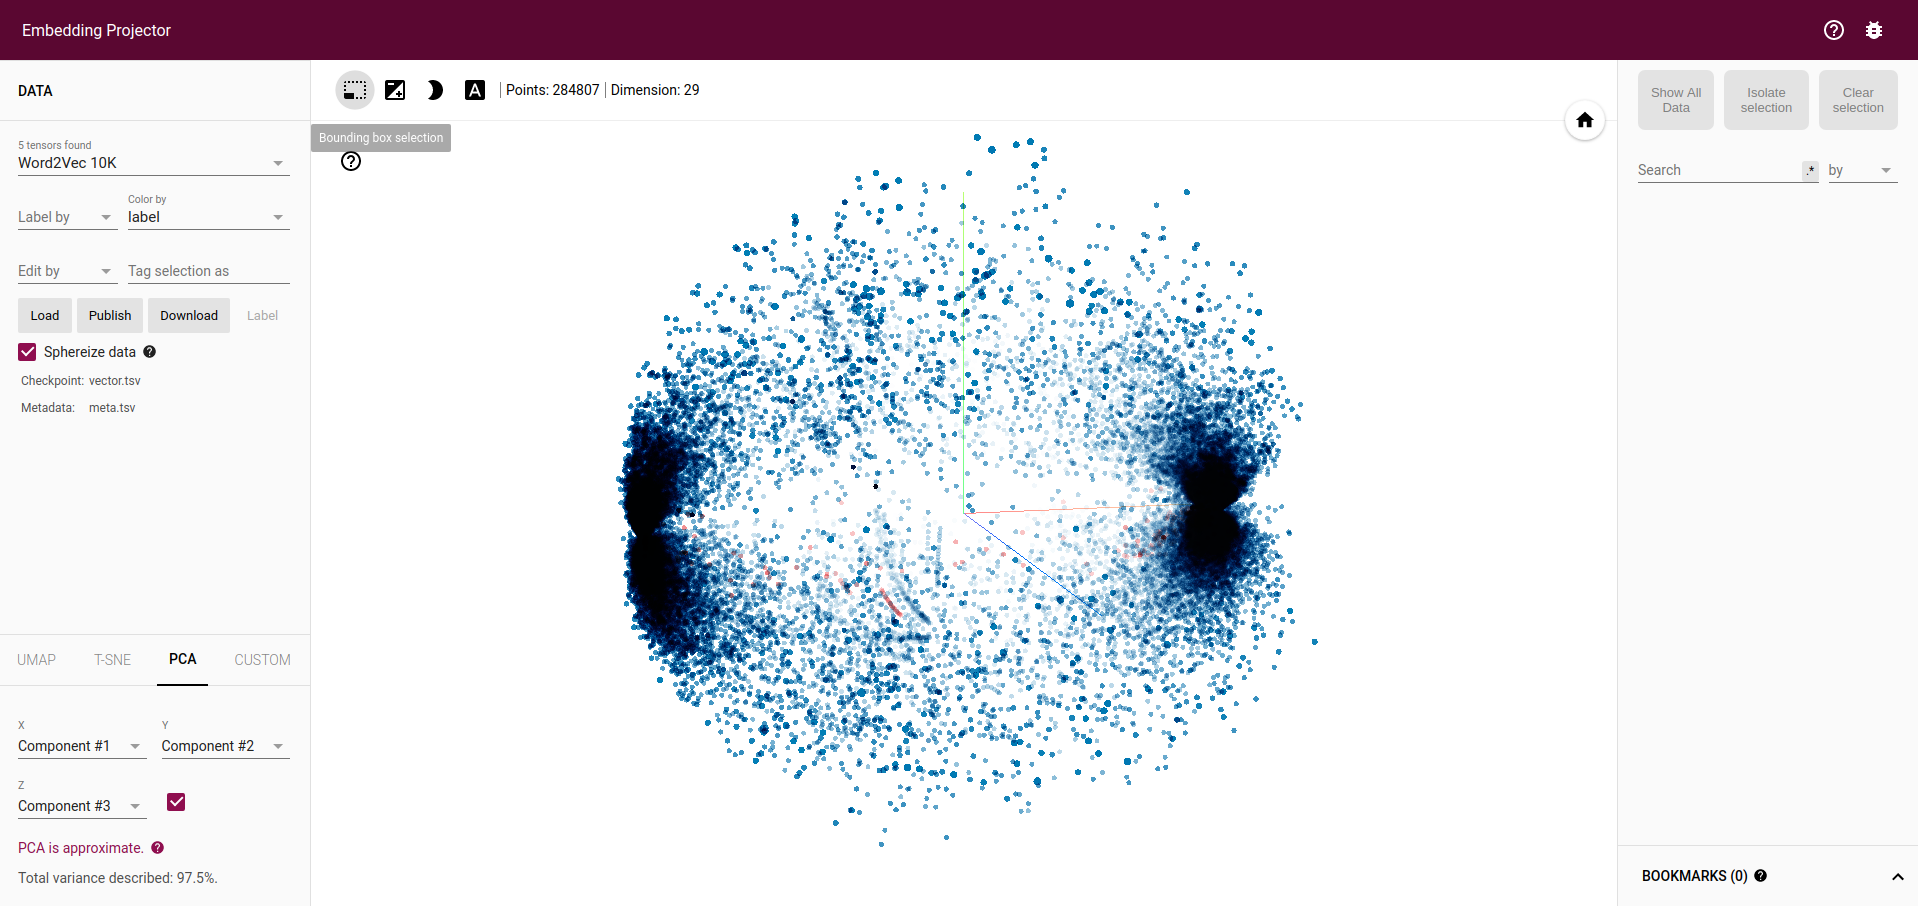 Embedding Projector
DATA
5 tensors found
Word2Vec 10K
Label by
Color by
label
Edit by
Tag selection as
Load
Publish
Download
Label
Sphereize data
Checkpoint: vector.tsv
Metadata: meta.tsv
UMAP
T-SNE
PCA
CUSTOM
X
Component #1
Y
Component #2
Z
Component #3
PCA is approximate.
Total variance described: 97.5%.
A
Points: 284807
Dimension: 29
Bounding box selection
Show All
Data
Isolate
selection
Clear
selection
Search
.*
by
BOOKMARKS (0)